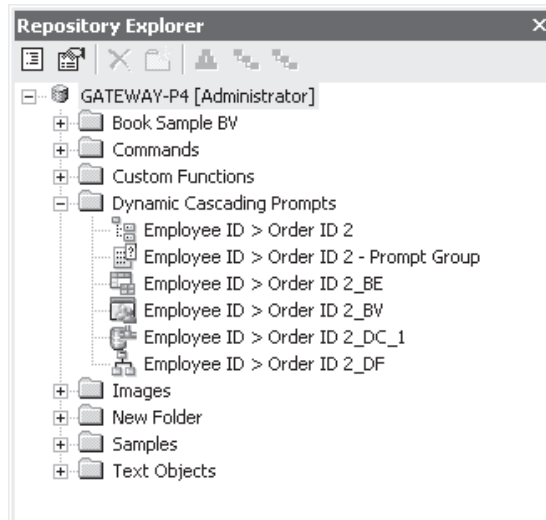 Repository Explorer
GATEWAY-P4 [Administrator]
Book Sample BV
Commands
Custom Functions
Dynamic Cascading Prompts
Employee ID > Order ID 2
Employee ID > Order ID 2 - Prompt Group
Employee ID > Order ID 2_BE
Employee ID > Order ID 2_BV
Employee ID > Order ID 2_DC_1
Employee ID > Order ID 2_DF
Images
New Folder
Samples
Text Objects